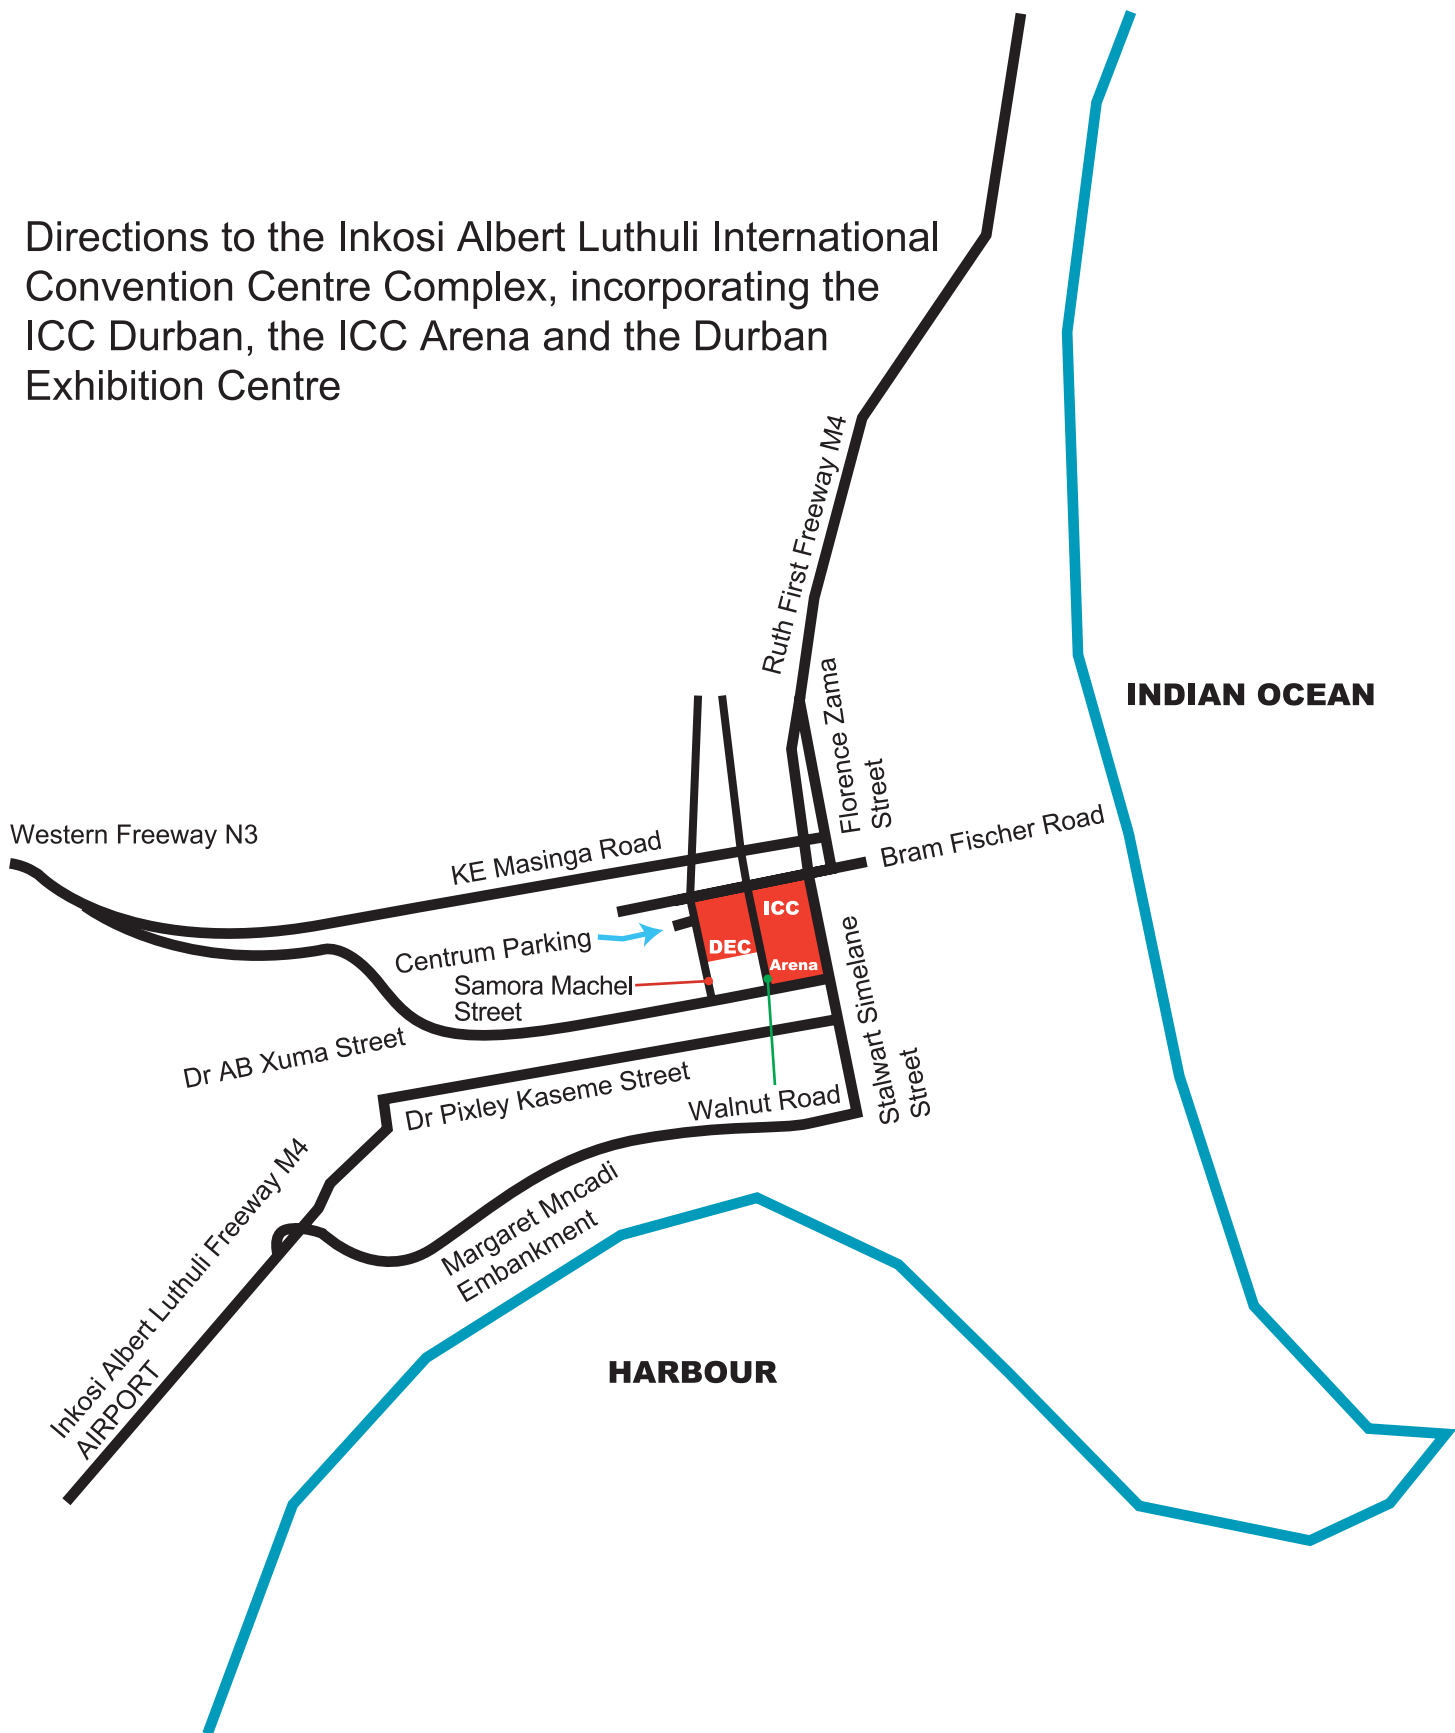 Directions to the Inkosi Albert Luthuli International
Convention Centre Complex, incorporating the
ICC Durban, the ICC Arena and the Durban
Exhibition Centre
Ruth First Freeway M4
Florence Zama
Street
INDIAN OCEAN
Western Freeway N3
KE Masinga Road
Bram Fischer Road
ICC
DEC
Arena
Centrum Parking
Samora Machel
Street
Stalwart Simelane
Street
Dr AB Xuma Street
Dr Pixley Kaseme Street
Walnut Road
Margaret Mncadi
Embankment
Inkosi Albert Luthuli Freeway M4
AIRPORT
HARBOUR